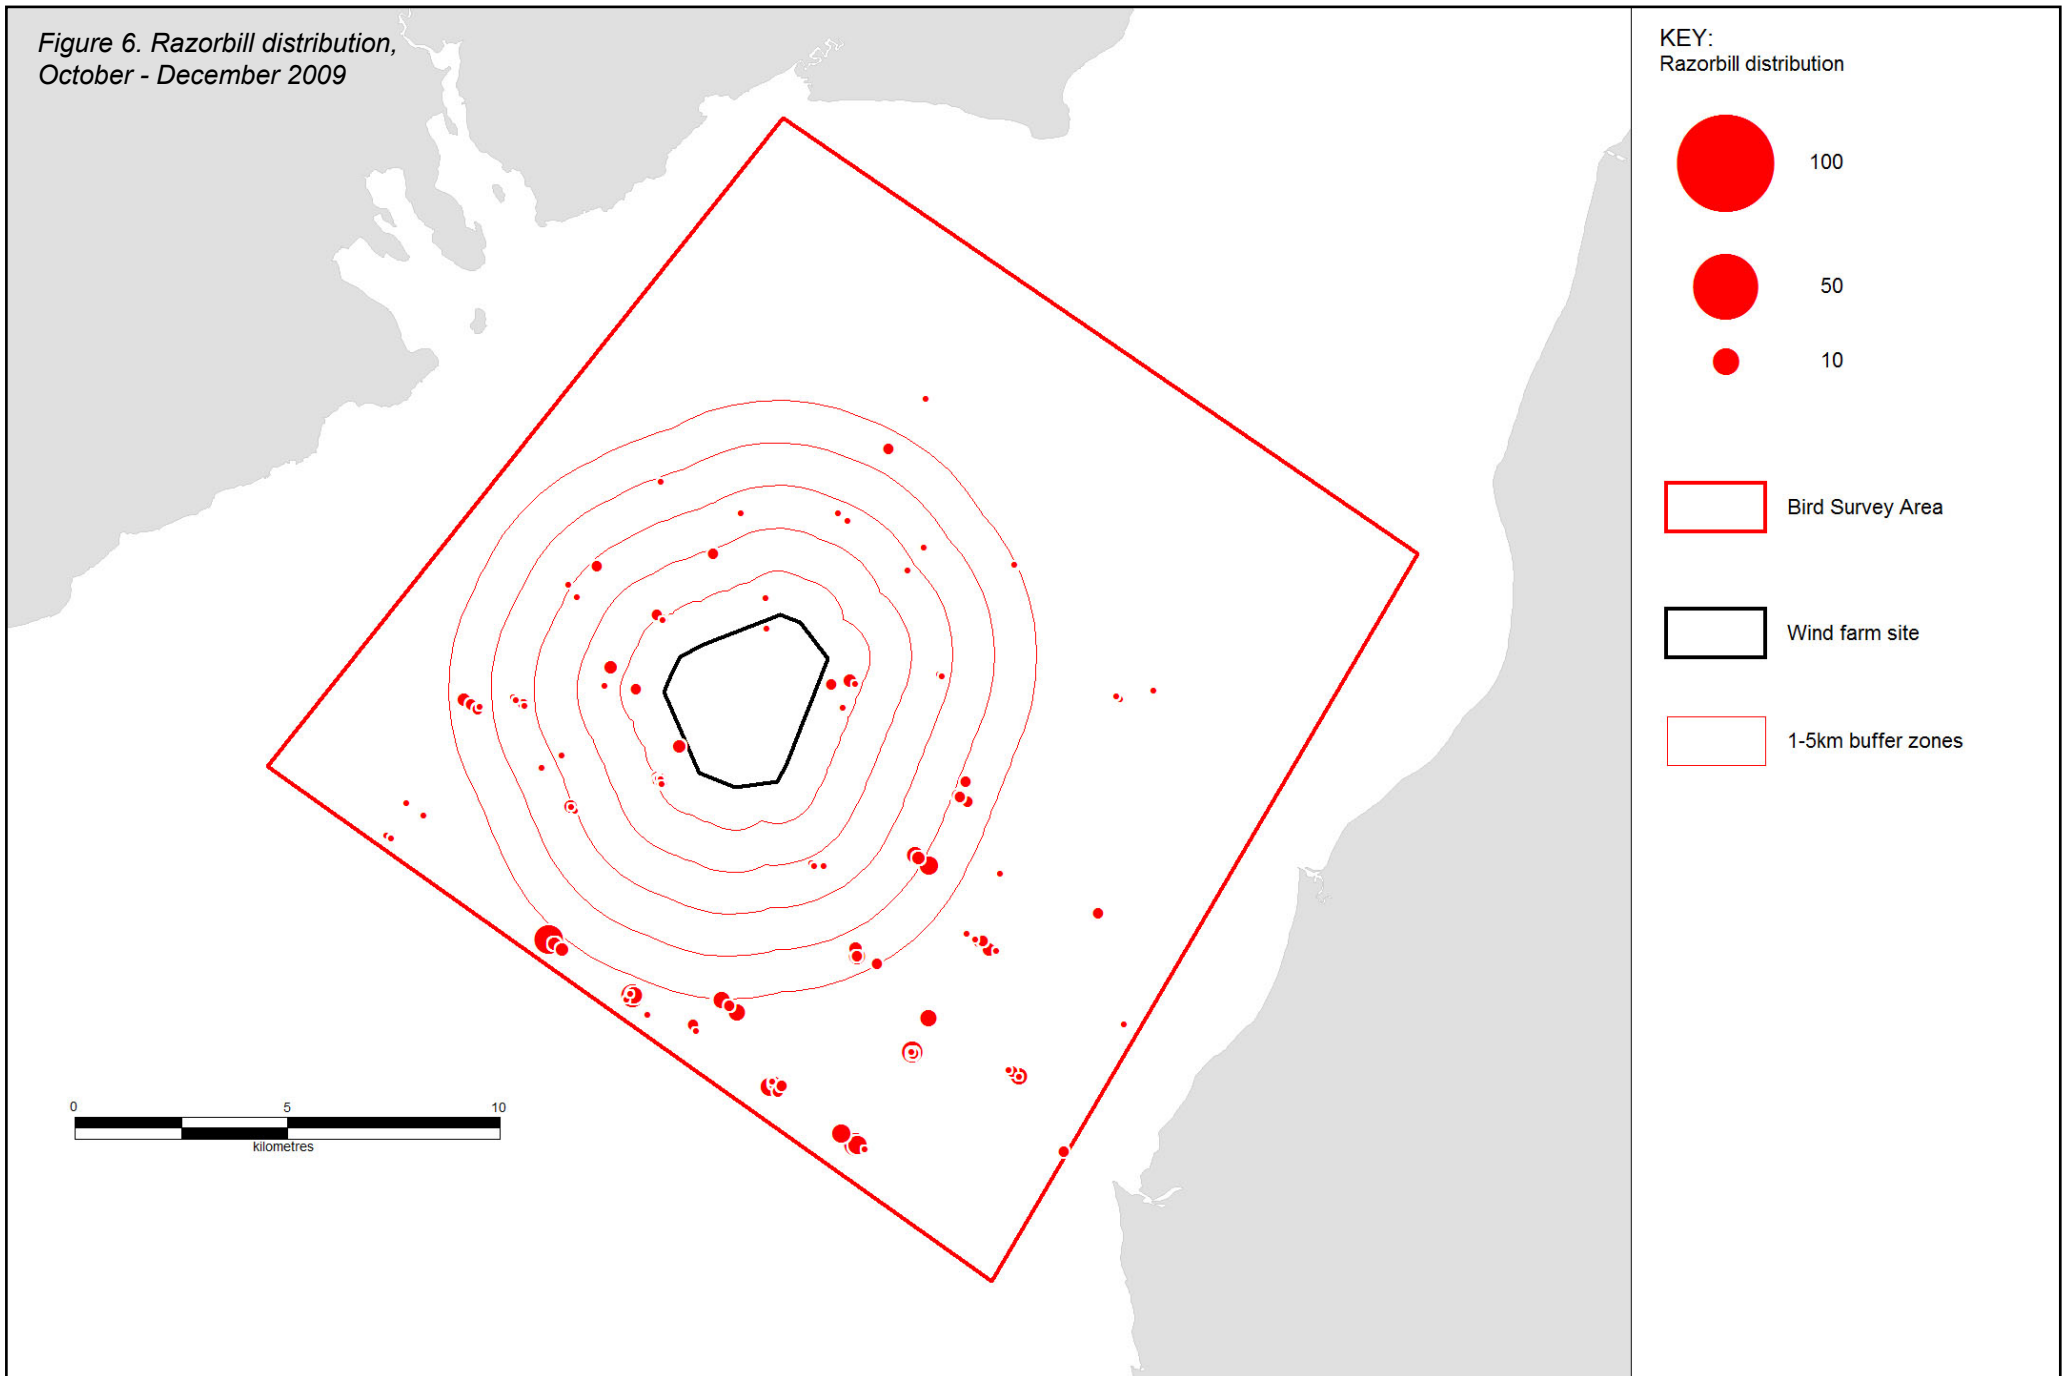 Figure 6. Razorbill distribution,
October - December 2009
KEY:
Razorbill distribution
100
50
10
Bird Survey Area
Wind farm site
1-5km buffer zones
0 5 10
kilometres